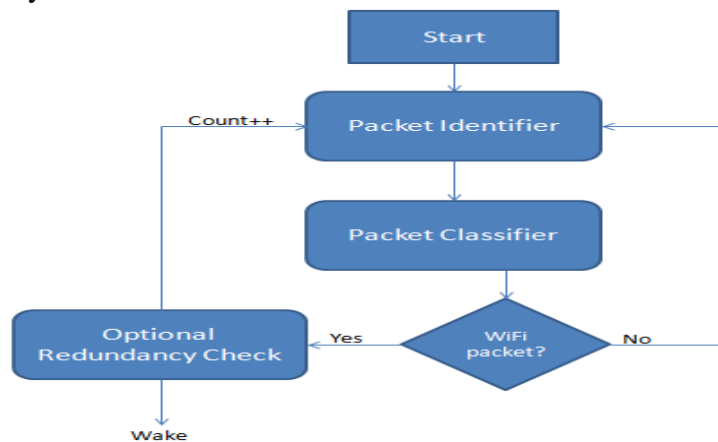 Start
Count++
Packet Identifier
Packet Classifier
Optional
Redundancy Check
Yes
WiFi
packet?
No
Wake